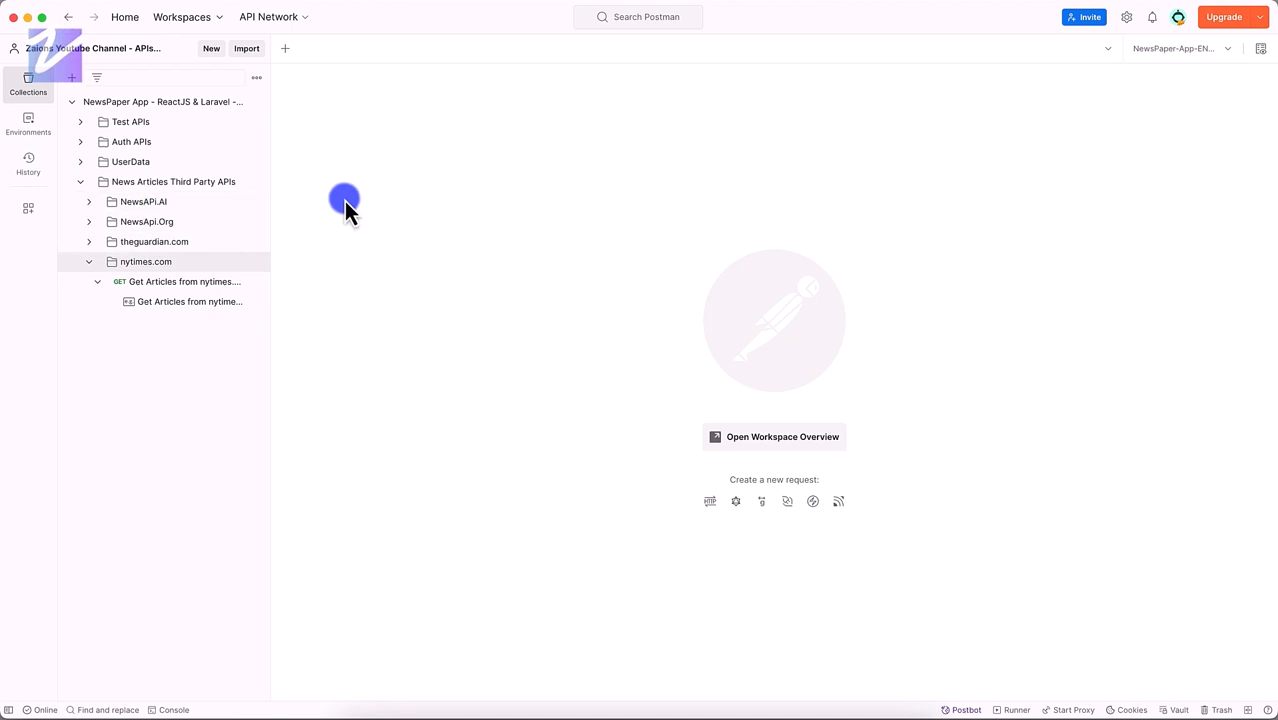 Home
Workspaces
API Network
Search Postman
Invite
Upgrade
Zaions Youtube Channel - APIs...
New
Import
NewsPaper-App-EN...
Collections
Environments
History
NewsPaper App - ReactJS & Laravel -...
Test APIs
Auth APIs
UserData
News Articles Third Party APIs
NewsAPi.AI
NewsApi.Org
theguardian.com
nytimes.com
GET Get Articles from nytimes....
Get Articles from nytime...
Open Workspace Overview
Create a new request:
HTTP
Online
Find and replace
Console
Postbot
Runner
Start Proxy
Cookies
Vault
Trash